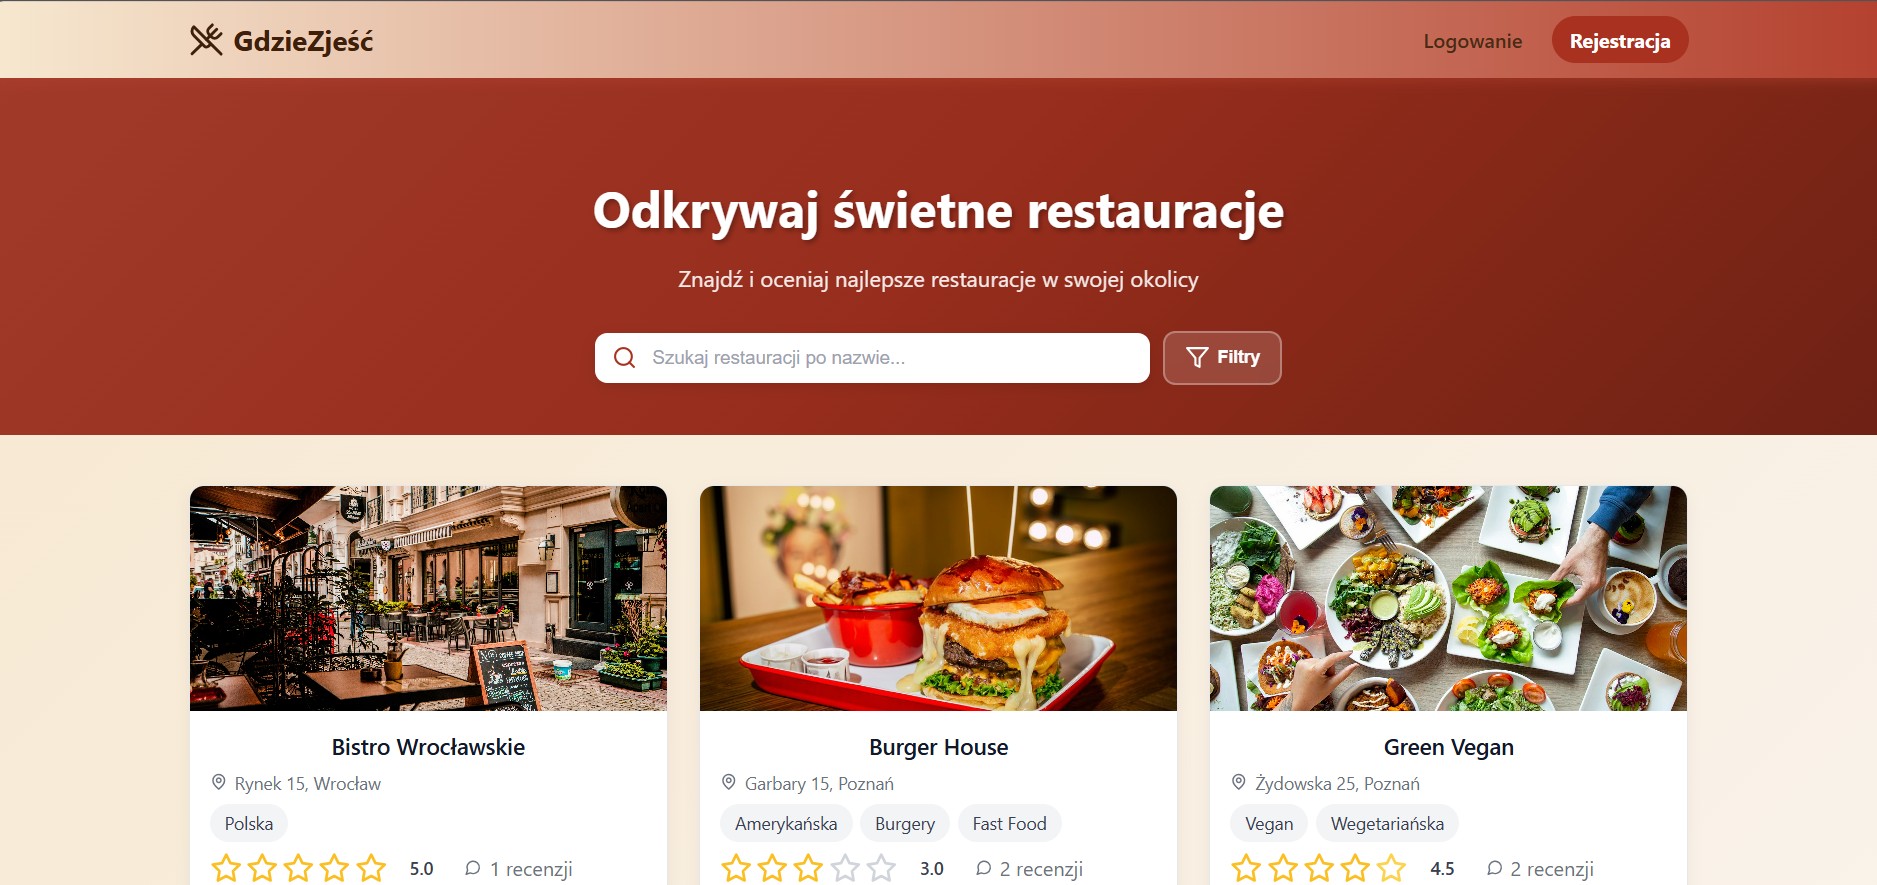 GdzieZjeść
Logowanie
Rejestracja
Odkrywaj świetne restauracje
Znajdź i oceniaj najlepsze restauracje w swojej okolicy
Szukaj restauracji po nazwie...
Filtry
Bistro Wrocławskie
Rynek 15, Wrocław
Polska
5.0
1 recenzji
Burger House
Garbary 15, Poznań
Amerykańska
Burgery
Fast Food
3.0
2 recenzji
Green Vegan
Żydowska 25, Poznań
Vegan
Wegetariańska
4.5
2 recenzji